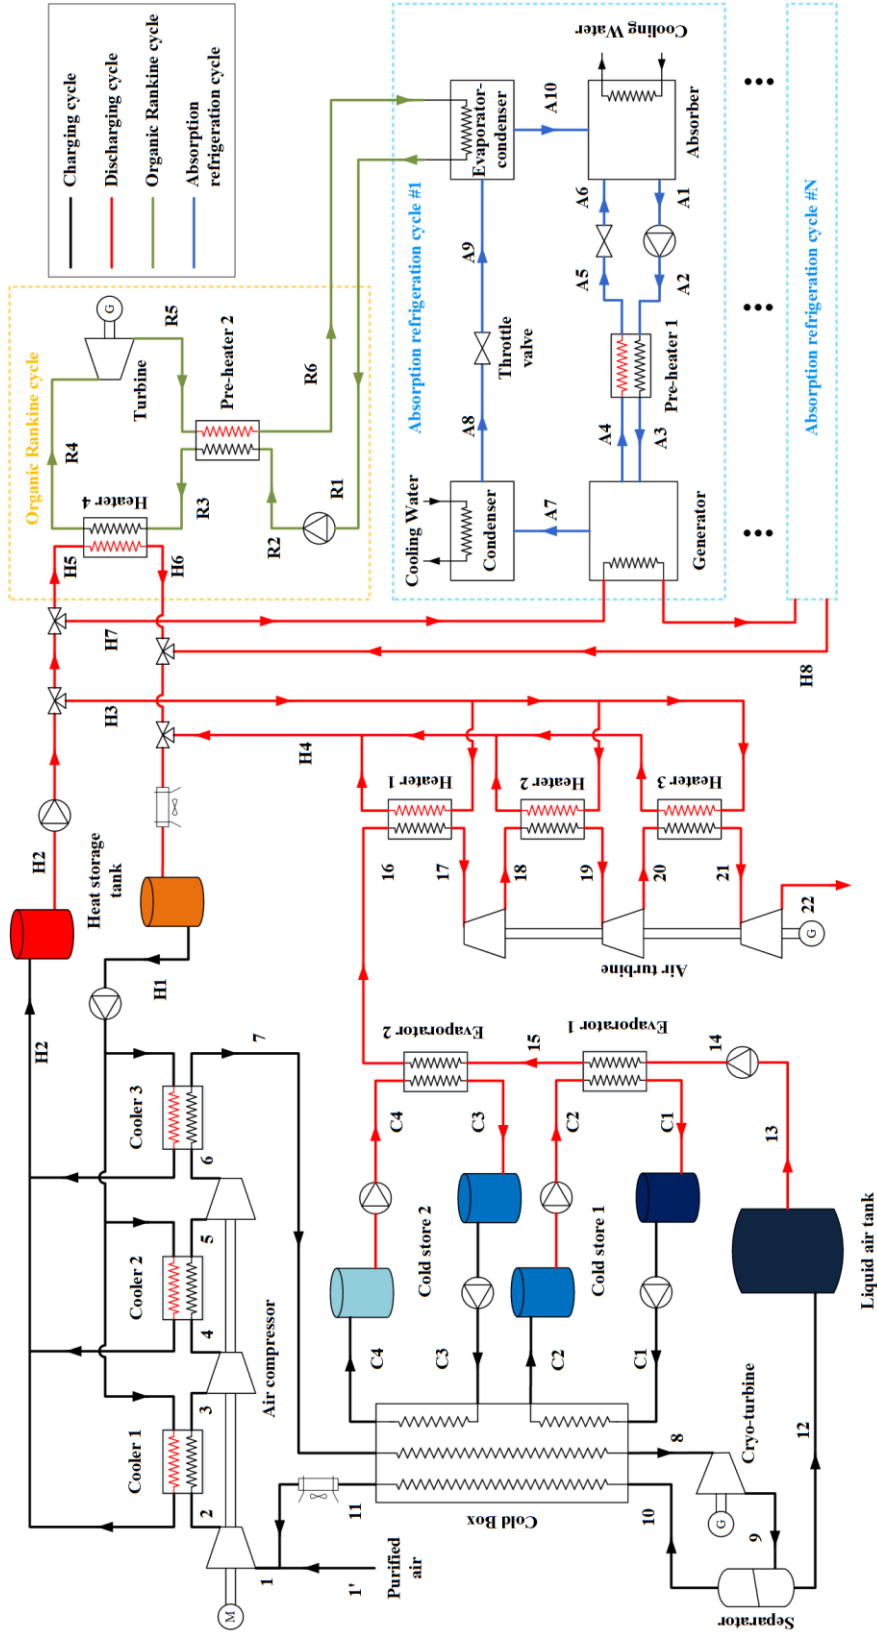 Charging cycle
Discharging cycle
Organic Rankine cycle
Absorption
refrigeration cycle
Cooler 1
Cooler 2
Cooler 3
H2
H1
Heat storage
tank
H2
H3
H7
H5
H6
Heater 4
Organic Rankine cycle
R4
G
Turbine
R5
R3
Pre-heater 2
R2
R1
R6
M
1
2
3
4
5
6
7
Air compressor
1'
Purified
air
11
Cold Box
10
8
G
Cryo-turbine
9
Separator
12
C4
C3
C2
C1
Cold store 2
Cold store 1
C4
C3
C2
C1
Evaporator 2
15
Evaporator 1
14
13
Liquid air tank
H4
16
Heater 1
17
18
Heater 2
19
20
Heater 3
21
22
Air turbine
G
H8
Absorption refrigeration cycle #1
Cooling Water
Condenser
A8
Throttle
valve
A9
Evaporator-
condenser
A7
A10
Generator
A4
A3
Pre-heater 1
A5
A6
A2
A1
Absorber
Cooling Water
Absorption refrigeration cycle #N